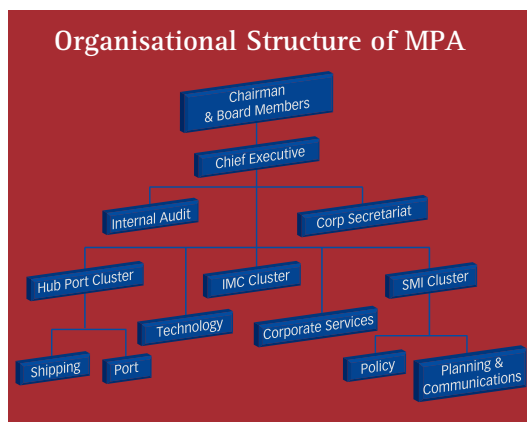 Organisational Structure of MPA
Chairman
& Board Members
Chief Executive
Internal Audit
Corp Secretariat
Hub Port Cluster
IMC Cluster
SMI Cluster
Technology
Corporate Services
Shipping
Port
Policy
Planning &
Communications